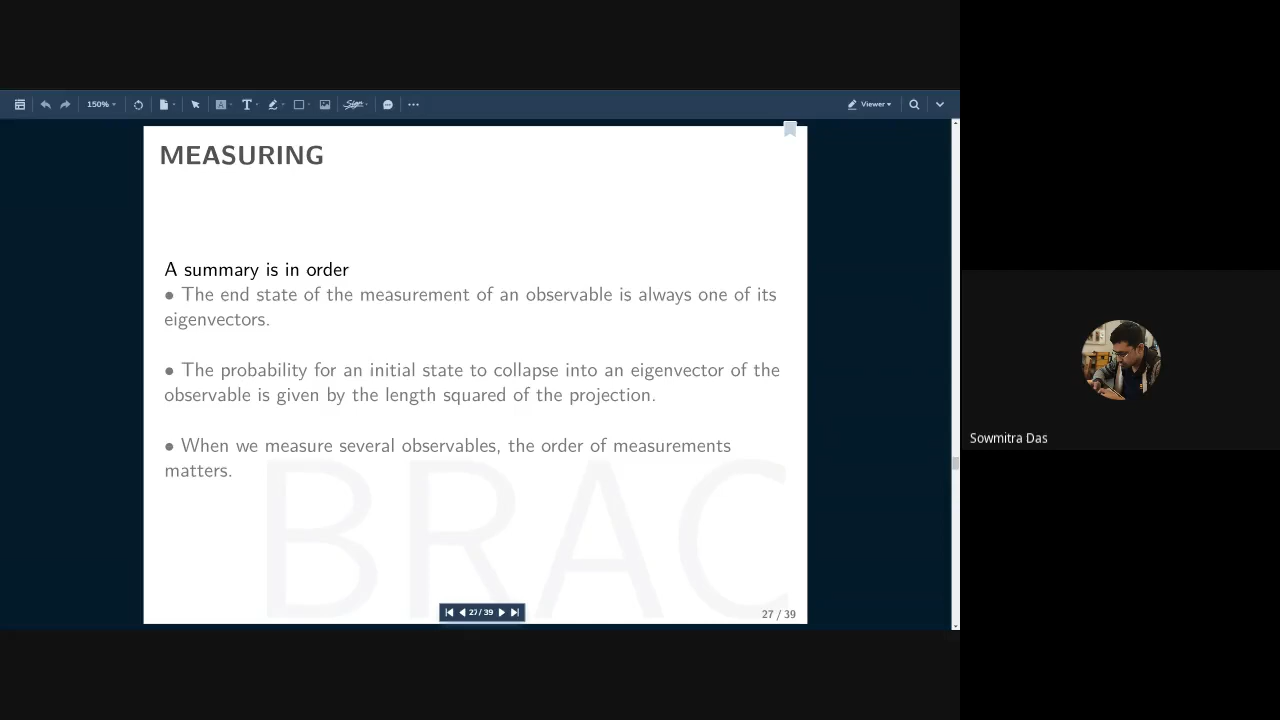 150%
T
Sign
Viewer
MEASURING
A summary is in order
• The end state of the measurement of an observable is always one of its
eigenvectors.
• The probability for an initial state to collapse into an eigenvector of the
observable is given by the length squared of the projection.
• When we measure several observables, the order of measurements
matters.
BRAC
27/39
27 / 39
Sowmitra Das